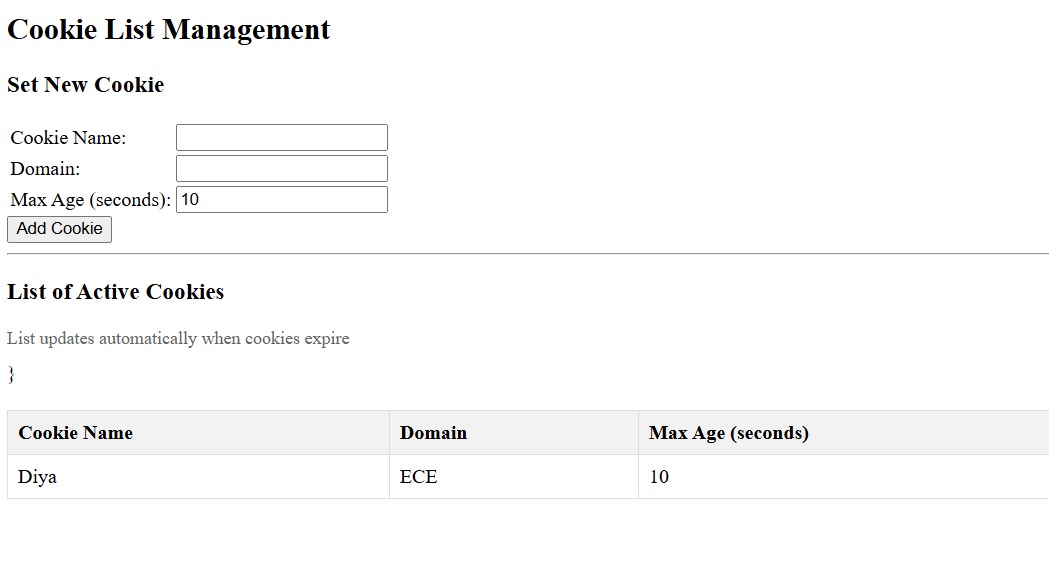 Cookie List Management
Set New Cookie
Cookie Name:
Domain:
Max Age (seconds): 10
Add Cookie
List of Active Cookies
List updates automatically when cookies expire
}
Cookie Name Domain Max Age (seconds)
Diya ECE 10